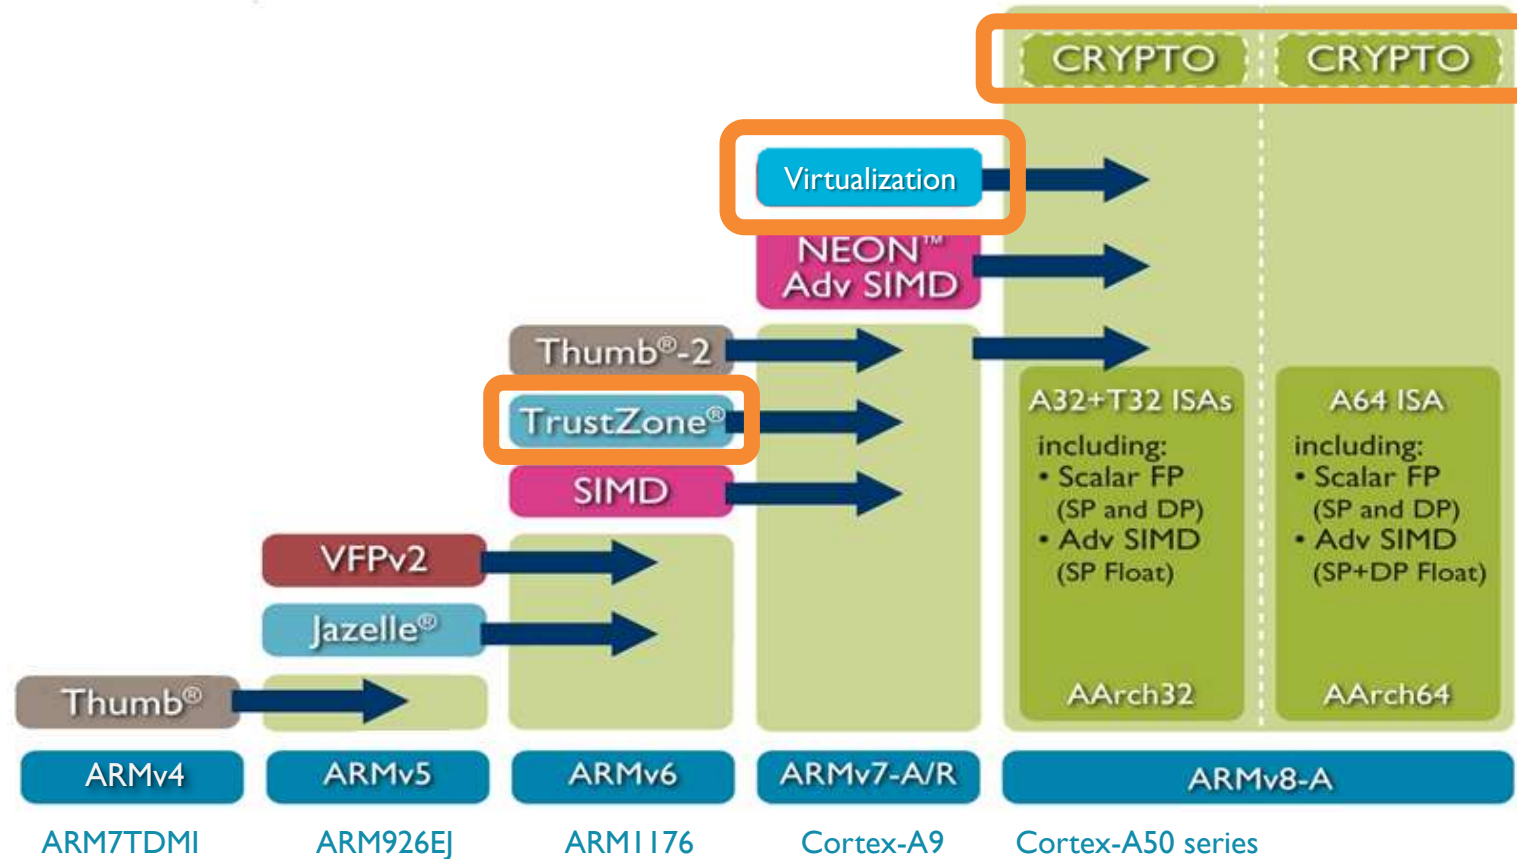 CRYPTO
CRYPTO
Virtualization
NEON™
Adv SIMD
Thumb®-2
TrustZone®
SIMD
VFPv2
Jazelle®
Thumb®
A32+T32 ISAs
including:
• Scalar FP
(SP and DP)
• Adv SIMD
(SP Float)
AArch32
A64 ISA
including:
• Scalar FP
(SP and DP)
• Adv SIMD
(SP+DP Float)
AArch64
ARMv4
ARMv5
ARMv6
ARMv7-A/R
ARMv8-A
ARM7TDMI
ARM926EJ
ARM1176
Cortex-A9
Cortex-A50 series